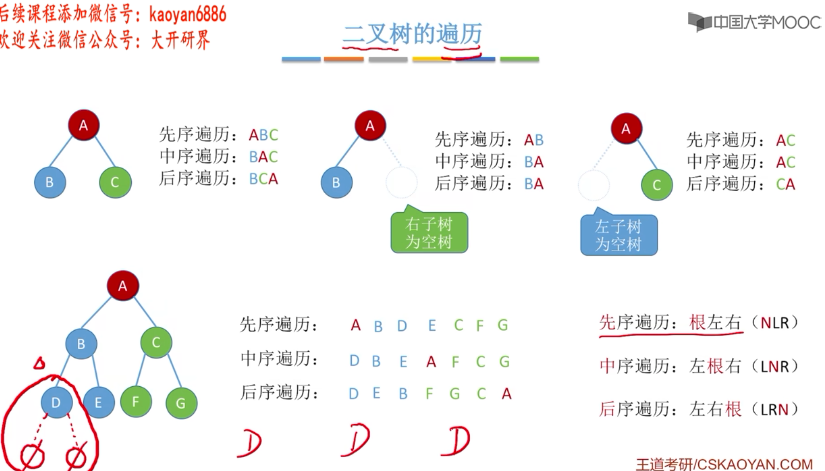 后续课程添加微信号：kaoyan6886
欢迎关注微信公众号：大开研界
二叉树的遍历
中国大学MOOC
A
B
C
先序遍历：ABC
中序遍历：BAC
后序遍历：BCA
A
B
右子树
为空树
先序遍历：AB
中序遍历：BA
后序遍历：BA
A
C
左子树
为空树
先序遍历：AC
中序遍历：AC
后序遍历：CA
A
B
C
D
E
F
G
先序遍历： A B D E C F G
中序遍历： D B E A F C G
后序遍历： D E B F G C A
D D D
先序遍历：根左右（NLR）
中序遍历：左根右（LNR）
后序遍历：左右根（LRN）
王道考研/CSKAOYAN.COM